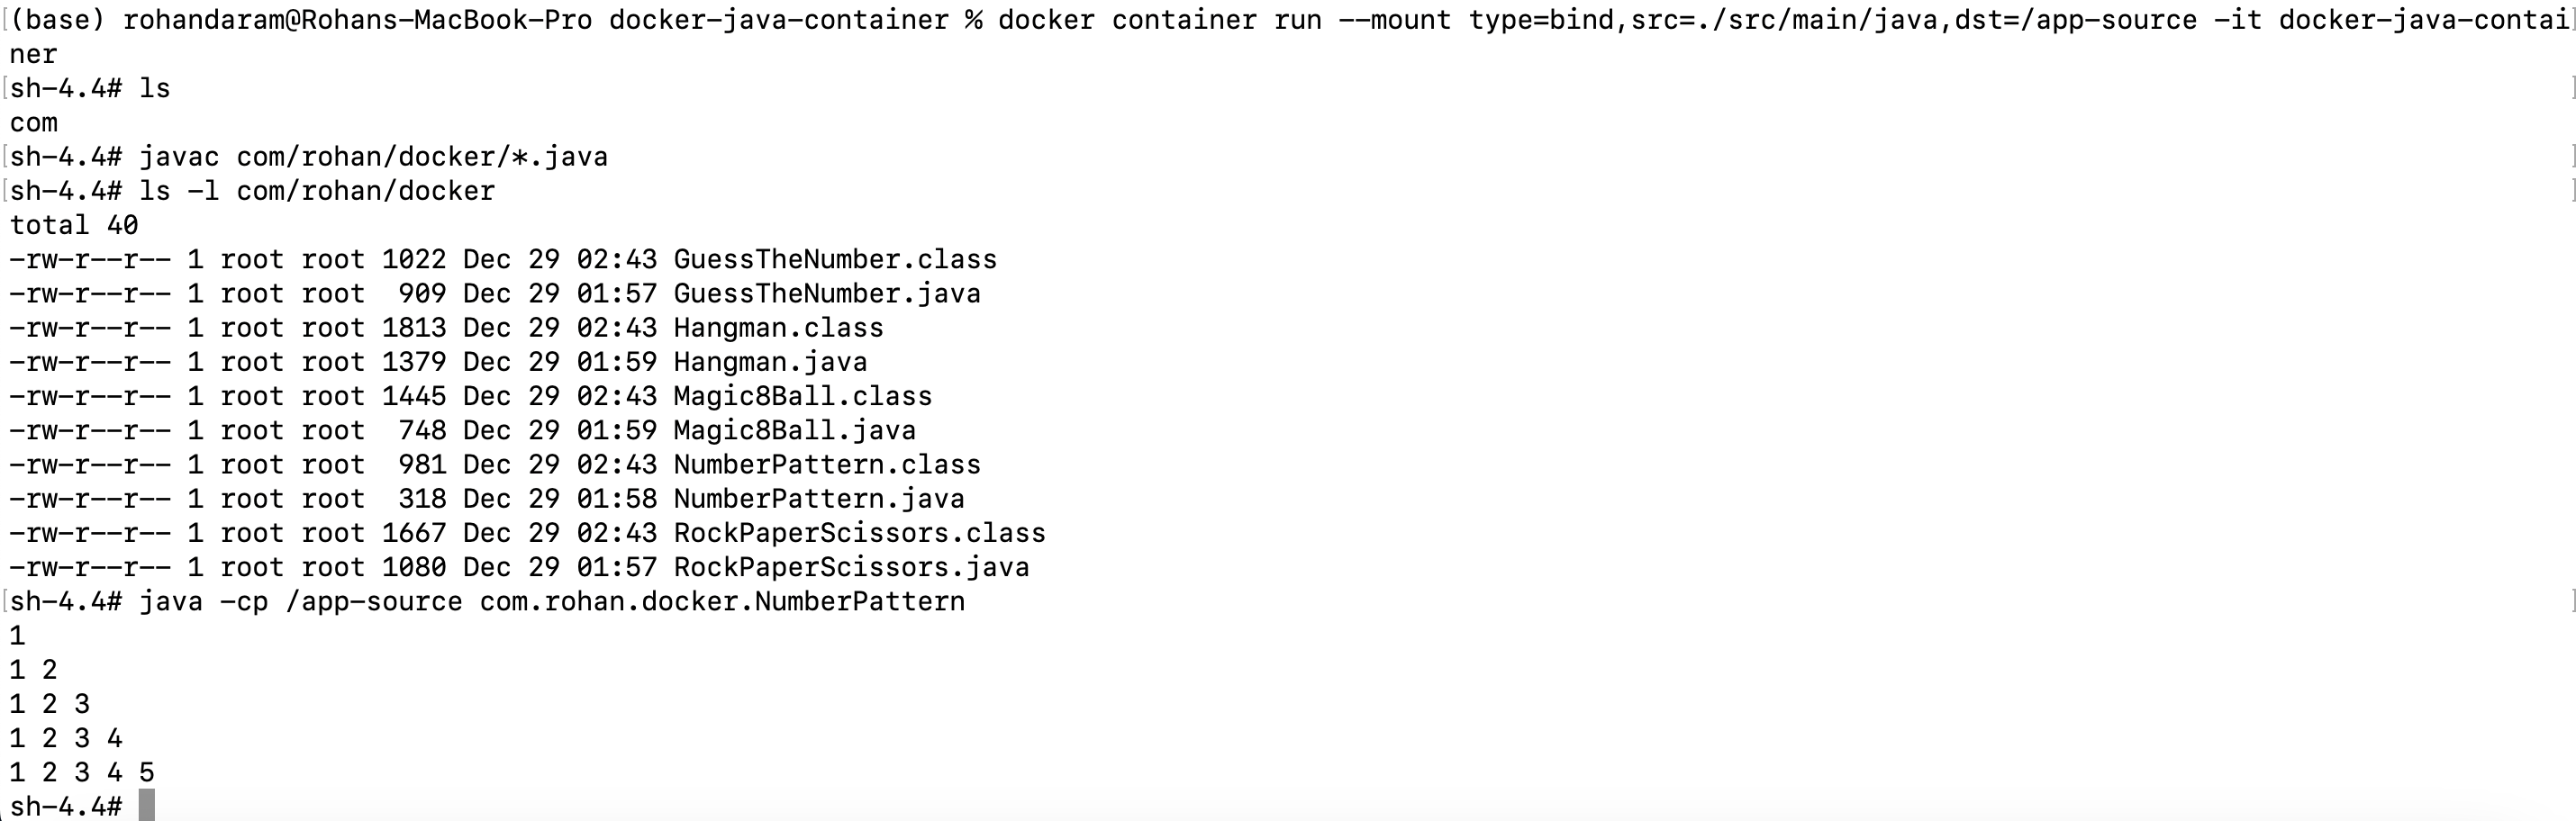 (base) rohandaram@Rohans-MacBook-Pro docker-java-container % docker container run --mount type=bind,src=./src/main/java,dst=/app-source -it docker-java-contai
ner
sh-4.4# ls
com
sh-4.4# javac com/rohan/docker/*.java
sh-4.4# ls -l com/rohan/docker
total 40
-rw-r--r-- 1 root root 1022 Dec 29 02:43 GuessTheNumber.class
-rw-r--r-- 1 root root  909 Dec 29 01:57 GuessTheNumber.java
-rw-r--r-- 1 root root 1813 Dec 29 02:43 Hangman.class
-rw-r--r-- 1 root root 1379 Dec 29 01:59 Hangman.java
-rw-r--r-- 1 root root 1445 Dec 29 02:43 Magic8Ball.class
-rw-r--r-- 1 root root  748 Dec 29 01:59 Magic8Ball.java
-rw-r--r-- 1 root root  981 Dec 29 02:43 NumberPattern.class
-rw-r--r-- 1 root root  318 Dec 29 01:58 NumberPattern.java
-rw-r--r-- 1 root root 1667 Dec 29 02:43 RockPaperScissors.class
-rw-r--r-- 1 root root 1080 Dec 29 01:57 RockPaperScissors.java
sh-4.4# java -cp /app-source com.rohan.docker.NumberPattern
1
1 2
1 2 3
1 2 3 4
1 2 3 4 5
sh-4.4#